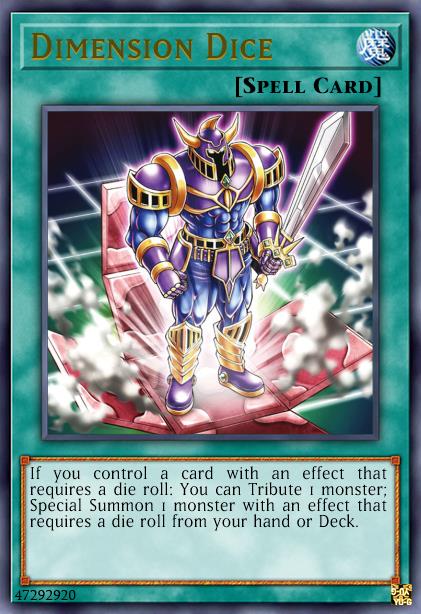 Dimension Dice
魔
[Spell Card]
If you control a card with an effect that
requires a die roll: You can Tribute 1 monster;
Special Summon 1 monster with an effect that
requires a die roll from your hand or Deck.
47292920